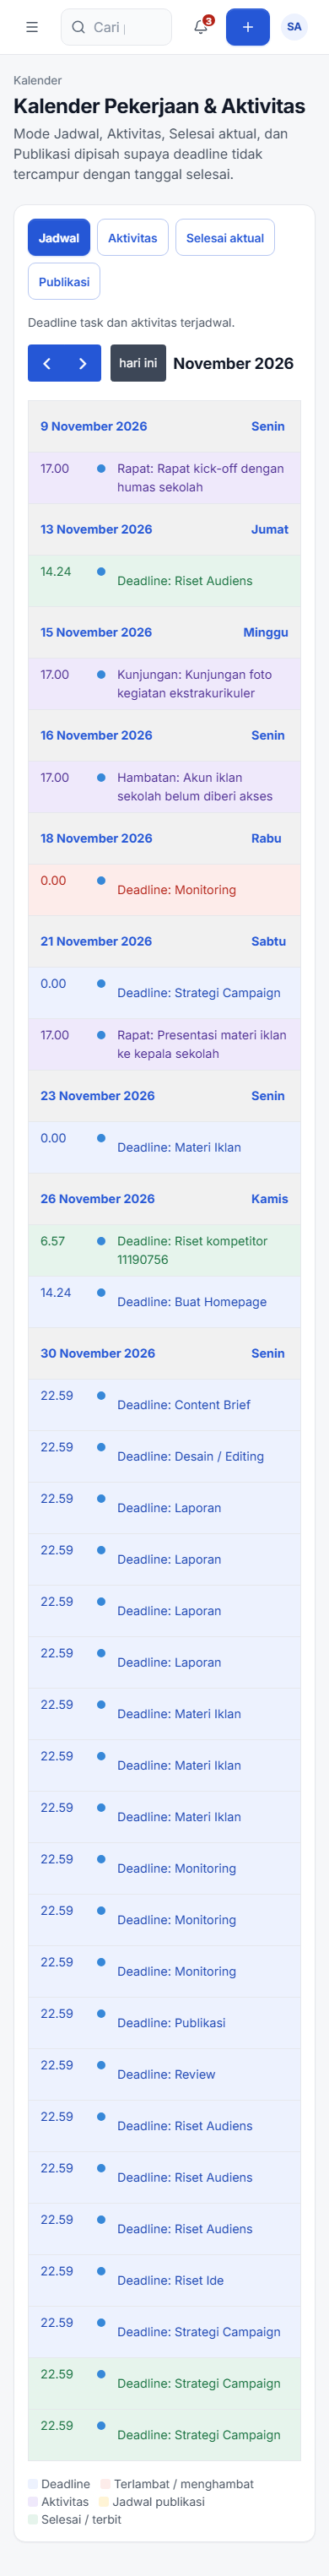 Cari
3
+
SA
Kalender
Kalender Pekerjaan & Aktivitas
Mode Jadwal, Aktivitas, Selesai aktual, dan
Publikasi dipisah supaya deadline tidak
tercampur dengan tanggal selesai.
Jadwal Aktivitas Selesai aktual
Publikasi
Deadline task dan aktivitas terjadwal.
hari ini November 2026
9 November 2026 Senin
17.00 Rapat: Rapat kick-off dengan
humas sekolah
13 November 2026 Jumat
14.24 Deadline: Riset Audiens
15 November 2026 Minggu
17.00 Kunjungan: Kunjungan foto
kegiatan ekstrakurikuler
16 November 2026 Senin
17.00 Hambatan: Akun iklan
sekolah belum diberi akses
18 November 2026 Rabu
0.00 Deadline: Monitoring
21 November 2026 Sabtu
0.00 Deadline: Strategi Campaign
17.00 Rapat: Presentasi materi iklan
ke kepala sekolah
23 November 2026 Senin
0.00 Deadline: Materi Iklan
26 November 2026 Kamis
6.57 Deadline: Riset kompetitor
11190756
14.24 Deadline: Buat Homepage
30 November 2026 Senin
22.59 Deadline: Content Brief
22.59 Deadline: Desain / Editing
22.59 Deadline: Laporan
22.59 Deadline: Laporan
22.59 Deadline: Laporan
22.59 Deadline: Laporan
22.59 Deadline: Materi Iklan
22.59 Deadline: Materi Iklan
22.59 Deadline: Materi Iklan
22.59 Deadline: Monitoring
22.59 Deadline: Monitoring
22.59 Deadline: Monitoring
22.59 Deadline: Publikasi
22.59 Deadline: Review
22.59 Deadline: Riset Audiens
22.59 Deadline: Riset Audiens
22.59 Deadline: Riset Audiens
22.59 Deadline: Riset Ide
22.59 Deadline: Strategi Campaign
22.59 Deadline: Strategi Campaign
22.59 Deadline: Strategi Campaign
Deadline Terlambat / menghambat
Aktivitas Jadwal publikasi
Selesai / terbit